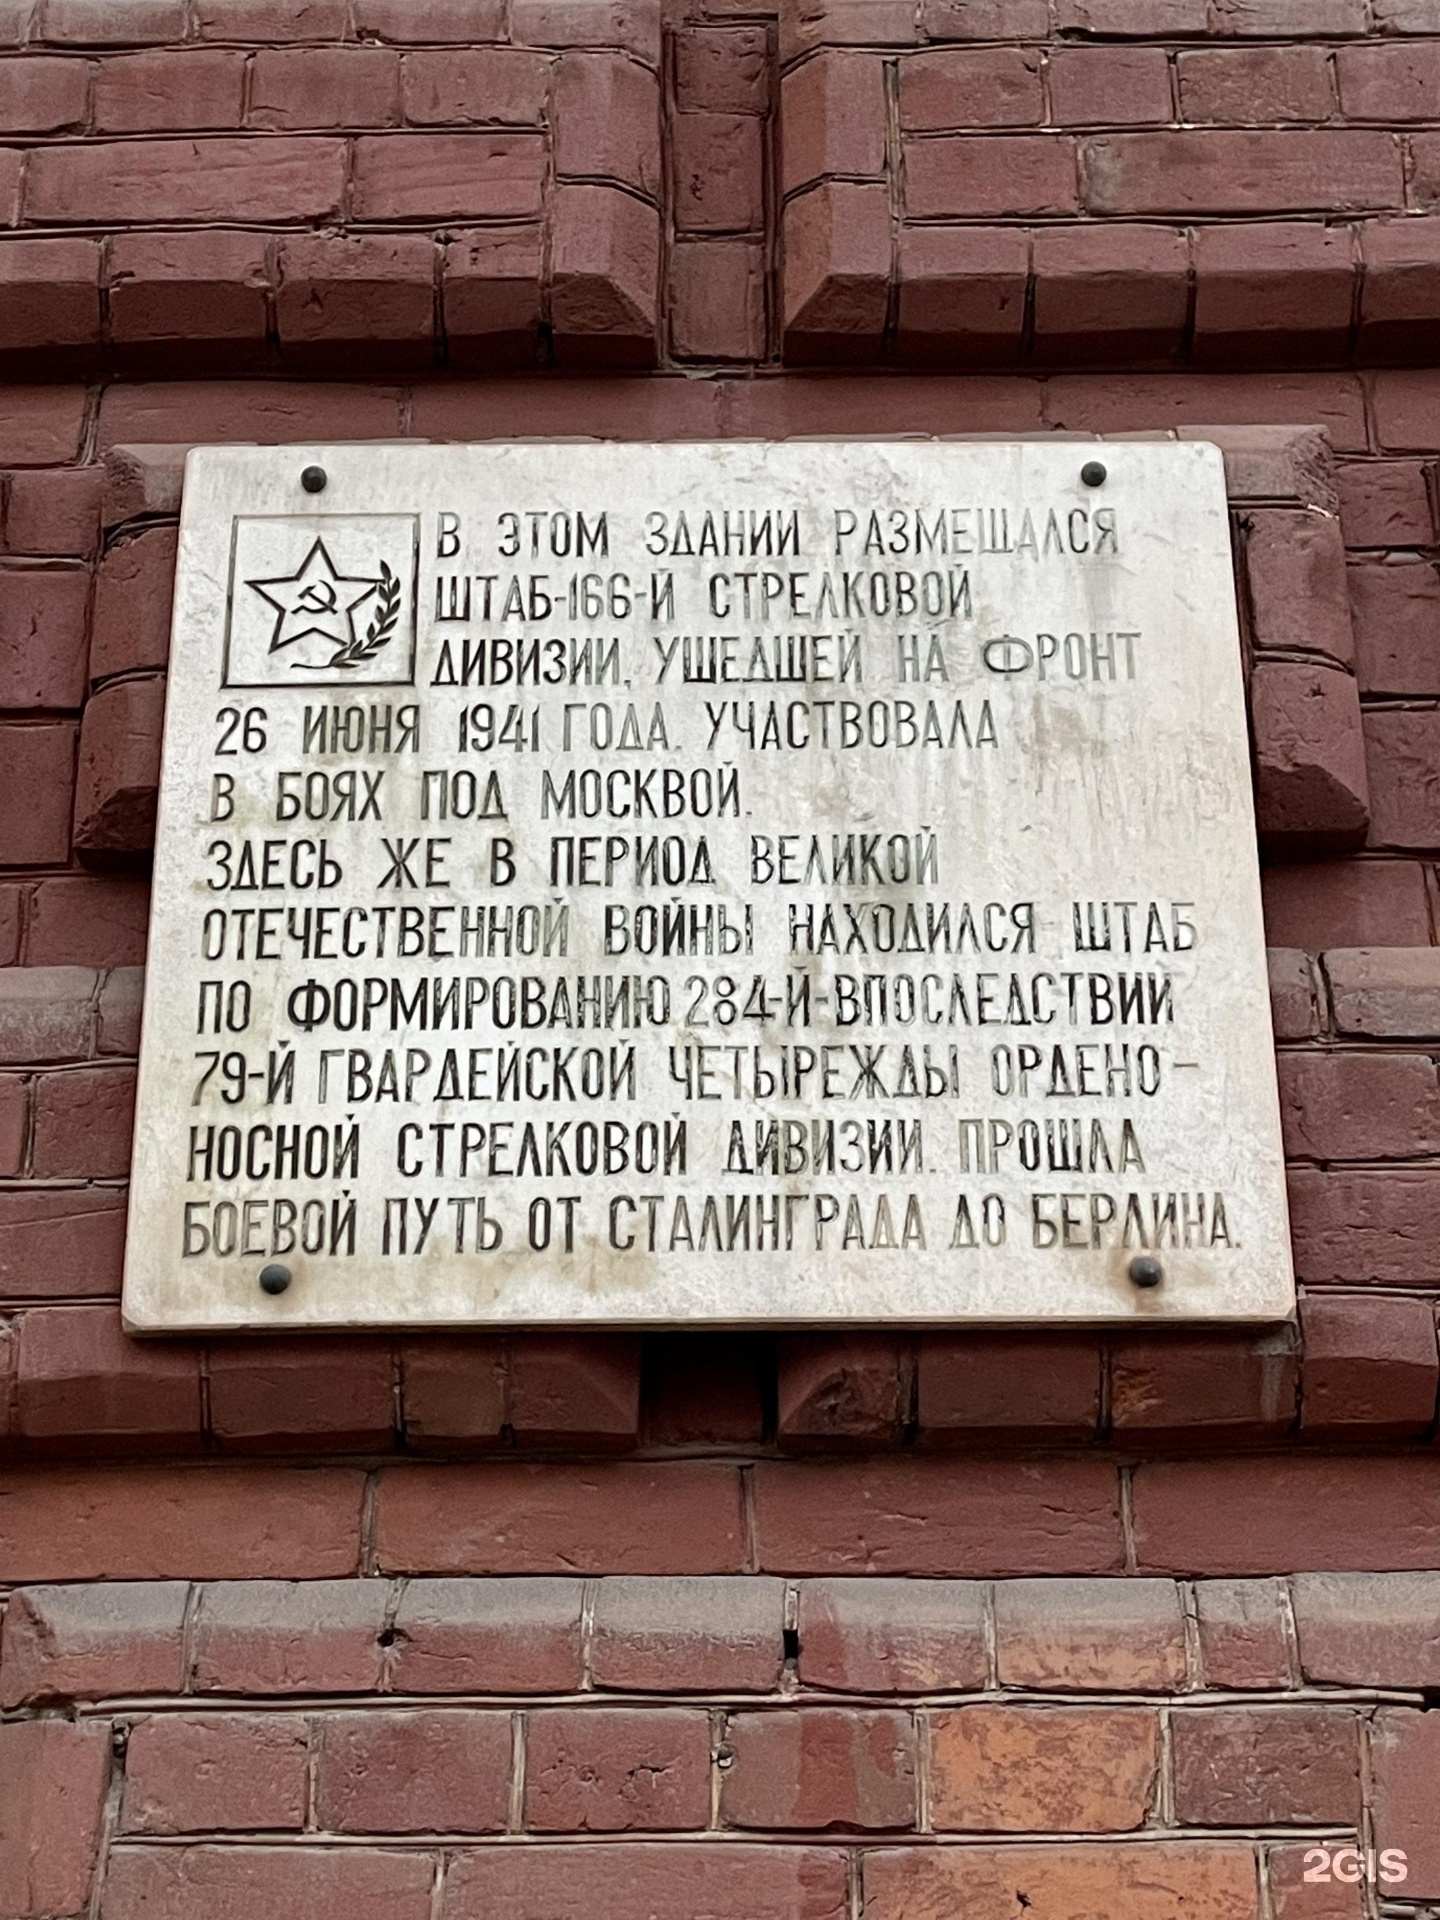 В ЭТОМ ЗДАНИИ РАЗМЕЩАЛСЯ
ШТАБ-166-Й СТРЕЛКОВОЙ
ДИВИЗИИ, УШЕДШЕЙ НА ФРОНТ
26 ИЮНЯ 1941 ГОДА. УЧАСТВОВАЛА
В БОЯХ ПОД МОСКВОЙ.
ЗДЕСЬ ЖЕ В ПЕРИОД ВЕЛИКОЙ
ОТЕЧЕСТВЕННОЙ ВОЙНЫ НАХОДИЛСЯ ШТАБ
ПО ФОРМИРОВАНИЮ 284-Й-ВПОСЛЕДСТВИИ
79-Й ГВАРДЕЙСКОЙ ЧЕТЫРЕЖДЫ ОРДЕНО-
НОСНОЙ СТРЕЛКОВОЙ ДИВИЗИИ. ПРОШЛА
БОЕВОЙ ПУТЬ ОТ СТАЛИНГРАДА ДО БЕРЛИНА.
2GIS